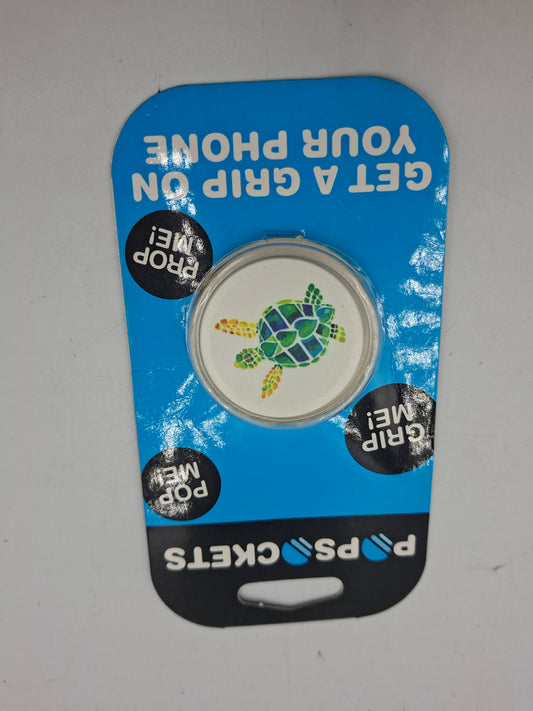 POPSOCKETS
POP
ME!
GRIP
ME!
PROP
ME!
GET A GRIP ON
YOUR PHONE